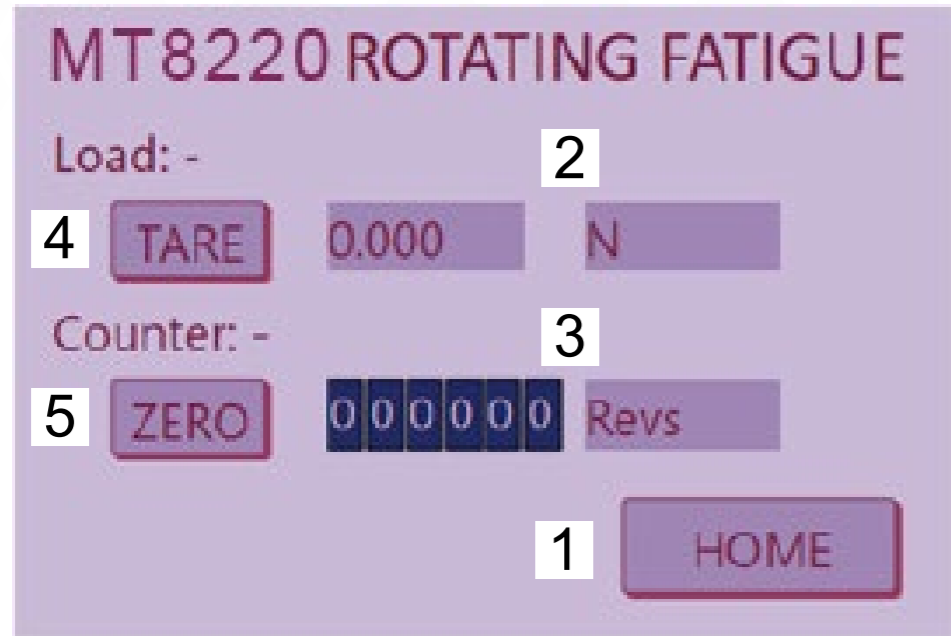 MT8220 ROTATING FATIGUE
Load: -
2
4 TARE 0.000 N
Counter: -
3
5 ZERO 000000 Revs
1 HOME